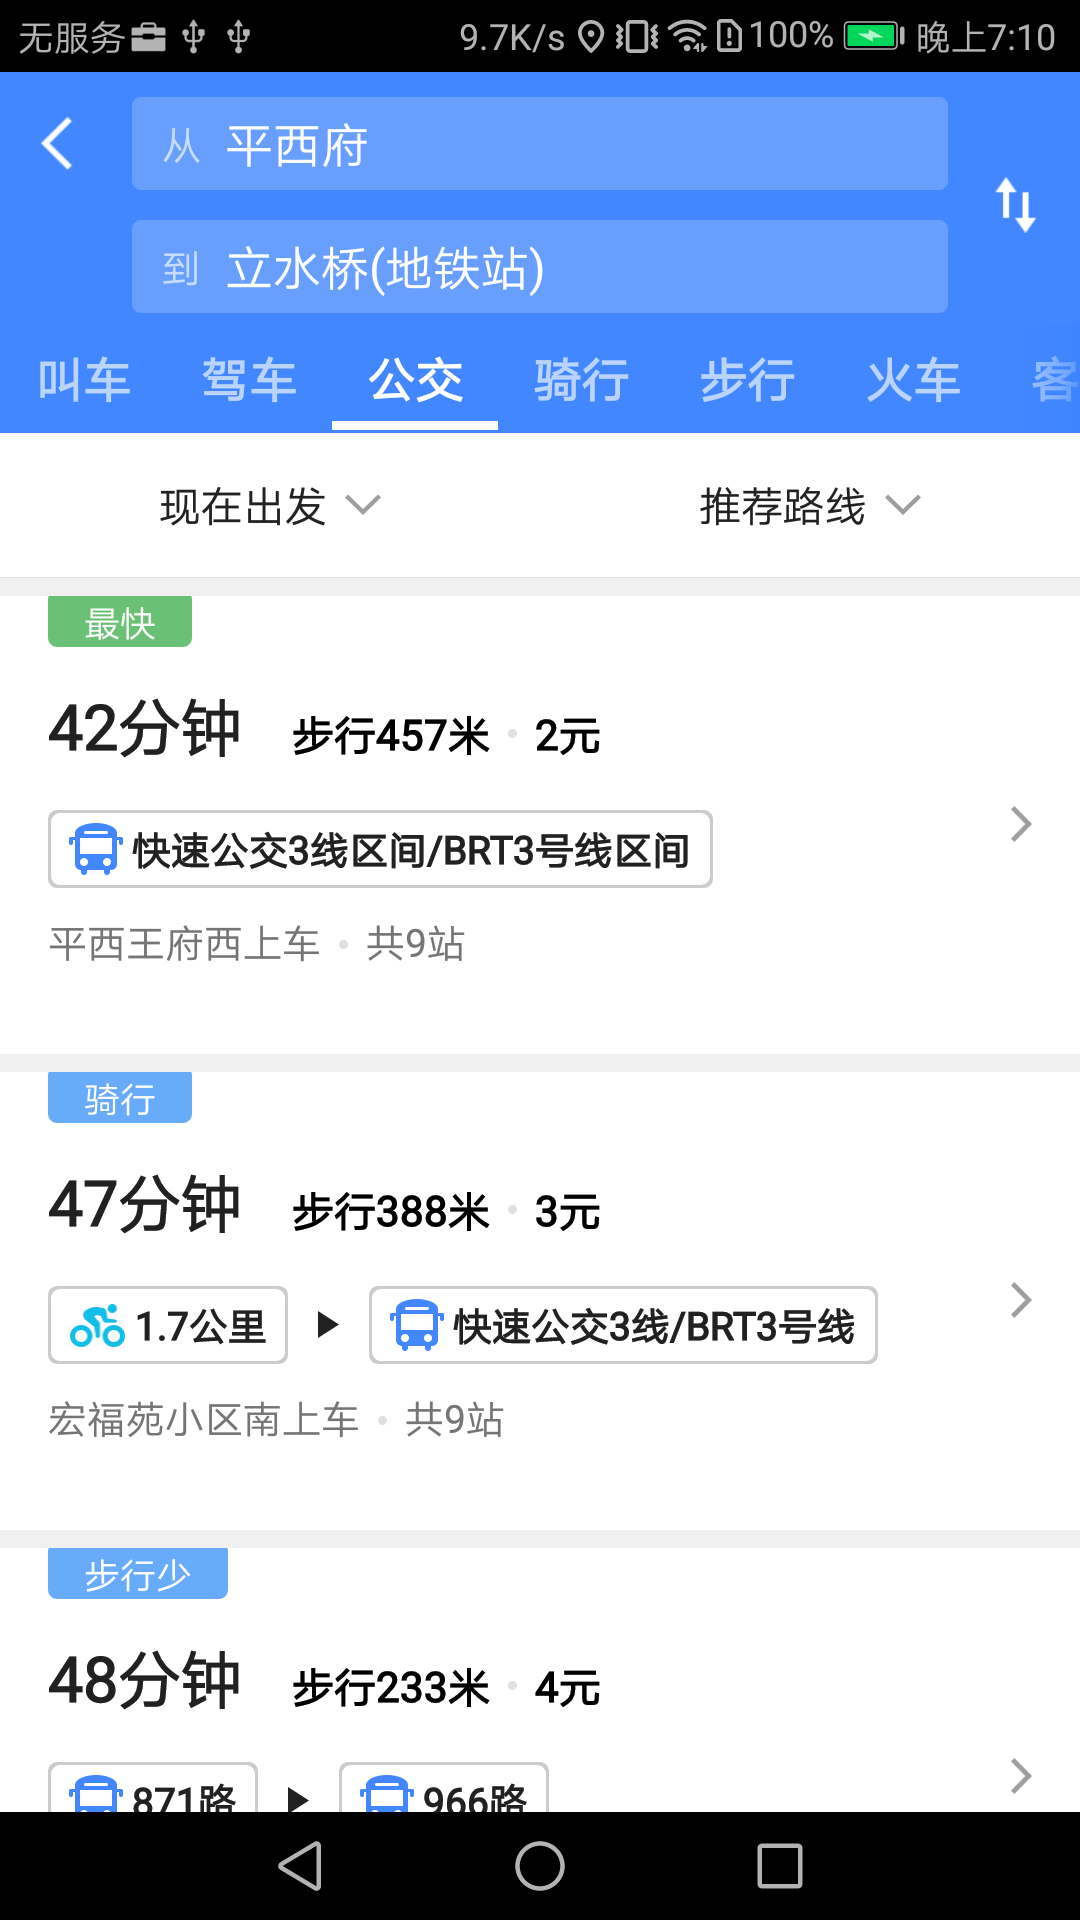 无服务 9.7K/s 100% 晚上7:10
从 平西府
到 立水桥(地铁站)
叫车 驾车 公交 骑行 步行 火车 客
现在出发 推荐路线
最快
42分钟 步行457米 · 2元
快速公交3线区间/BRT3号线区间
平西王府西上车 · 共9站
骑行
47分钟 步行388米 · 3元
1.7公里 ▶ 快速公交3线/BRT3号线
宏福苑小区南上车 · 共9站
步行少
48分钟 步行233米 · 4元
871路 ▶ 966路